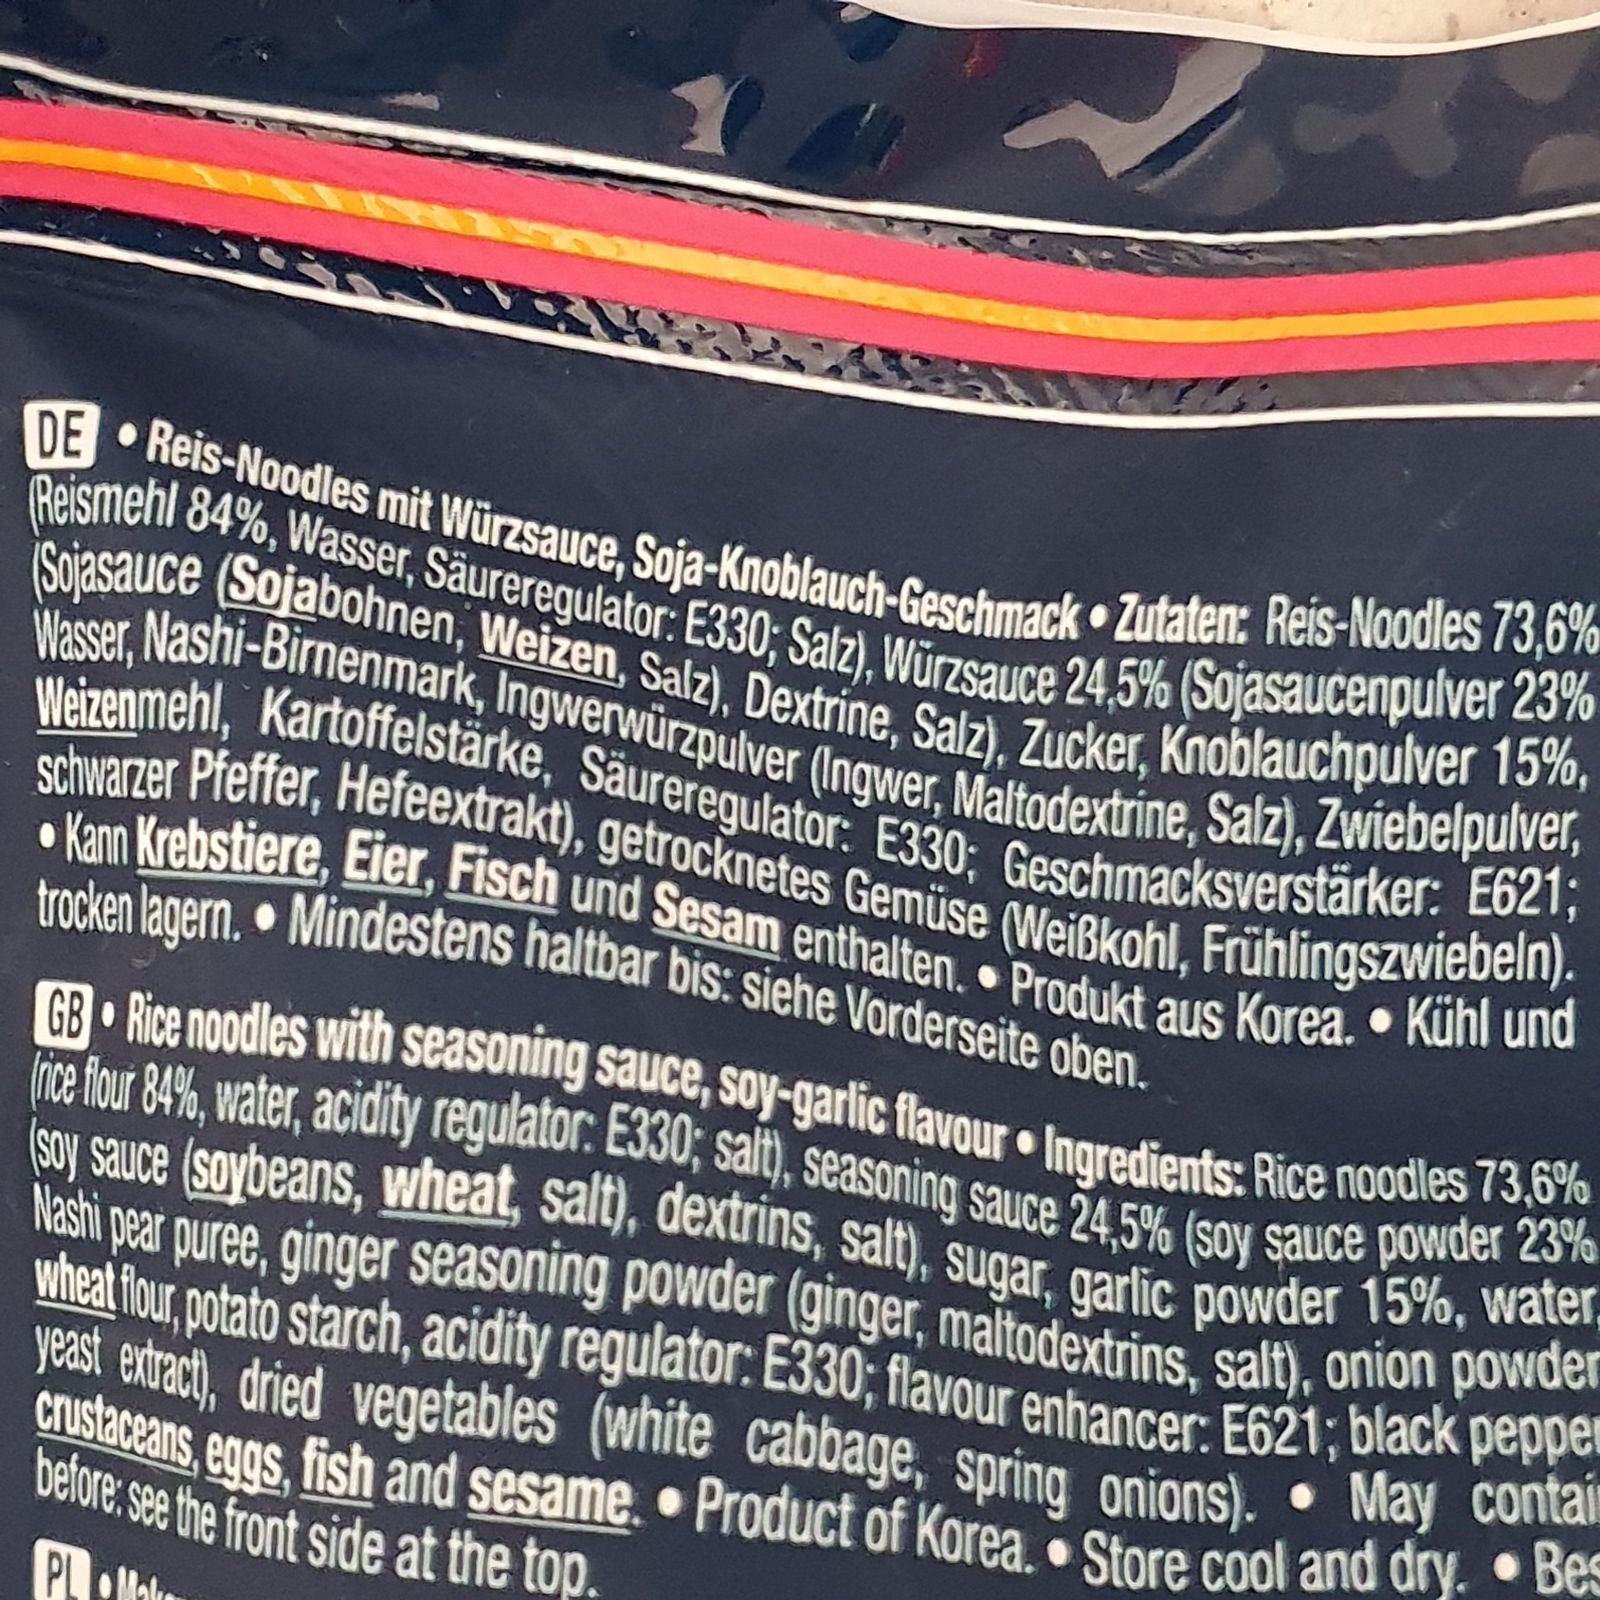 DE • Reis-Noodles mit Würzsauce, Soja-Knoblauch-Geschmack • Zutaten: Reis-Noodles 73,6%
(Reismehl 84%, Wasser, Säureregulator: E330; Salz), Würzsauce 24,5% (Sojasaucenpulver 23%
(Sojasauce (Sojabohnen, Weizen, Salz), Dextrine, Salz), Zucker, Knoblauchpulver 15%,
Wasser, Nashi-Birnenmark, Ingwerwürzpulver (Ingwer, Maltodextrine, Salz), Zwiebelpulver,
Weizenmehl, Kartoffelstärke, Säureregulator: E330; Geschmacksverstärker: E621;
schwarzer Pfeffer, Hefeextrakt), getrocknetes Gemüse (Weißkohl, Frühlingszwiebeln).
• Kann Krebstiere, Eier, Fisch und Sesam enthalten. • Produkt aus Korea. • Kühl und
trocken lagern. • Mindestens haltbar bis: siehe Vorderseite oben.
GB • Rice noodles with seasoning sauce, soy-garlic flavour • Ingredients: Rice noodles 73,6%
(rice flour 84%, water, acidity regulator: E330; salt), seasoning sauce 24,5% (soy sauce powder 23%
(soy sauce (soybeans, wheat, salt), dextrins, salt), sugar, garlic powder 15%, water,
Nashi pear puree, ginger seasoning powder (ginger, maltodextrins, salt), onion powder
wheat flour, potato starch, acidity regulator: E330; flavour enhancer: E621; black pepper
yeast extract), dried vegetables (white cabbage, spring onions). • May contai
crustaceans, eggs, fish and sesame. • Product of Korea. • Store cool and dry. • Bes
before: see the front side at the top.
PL •